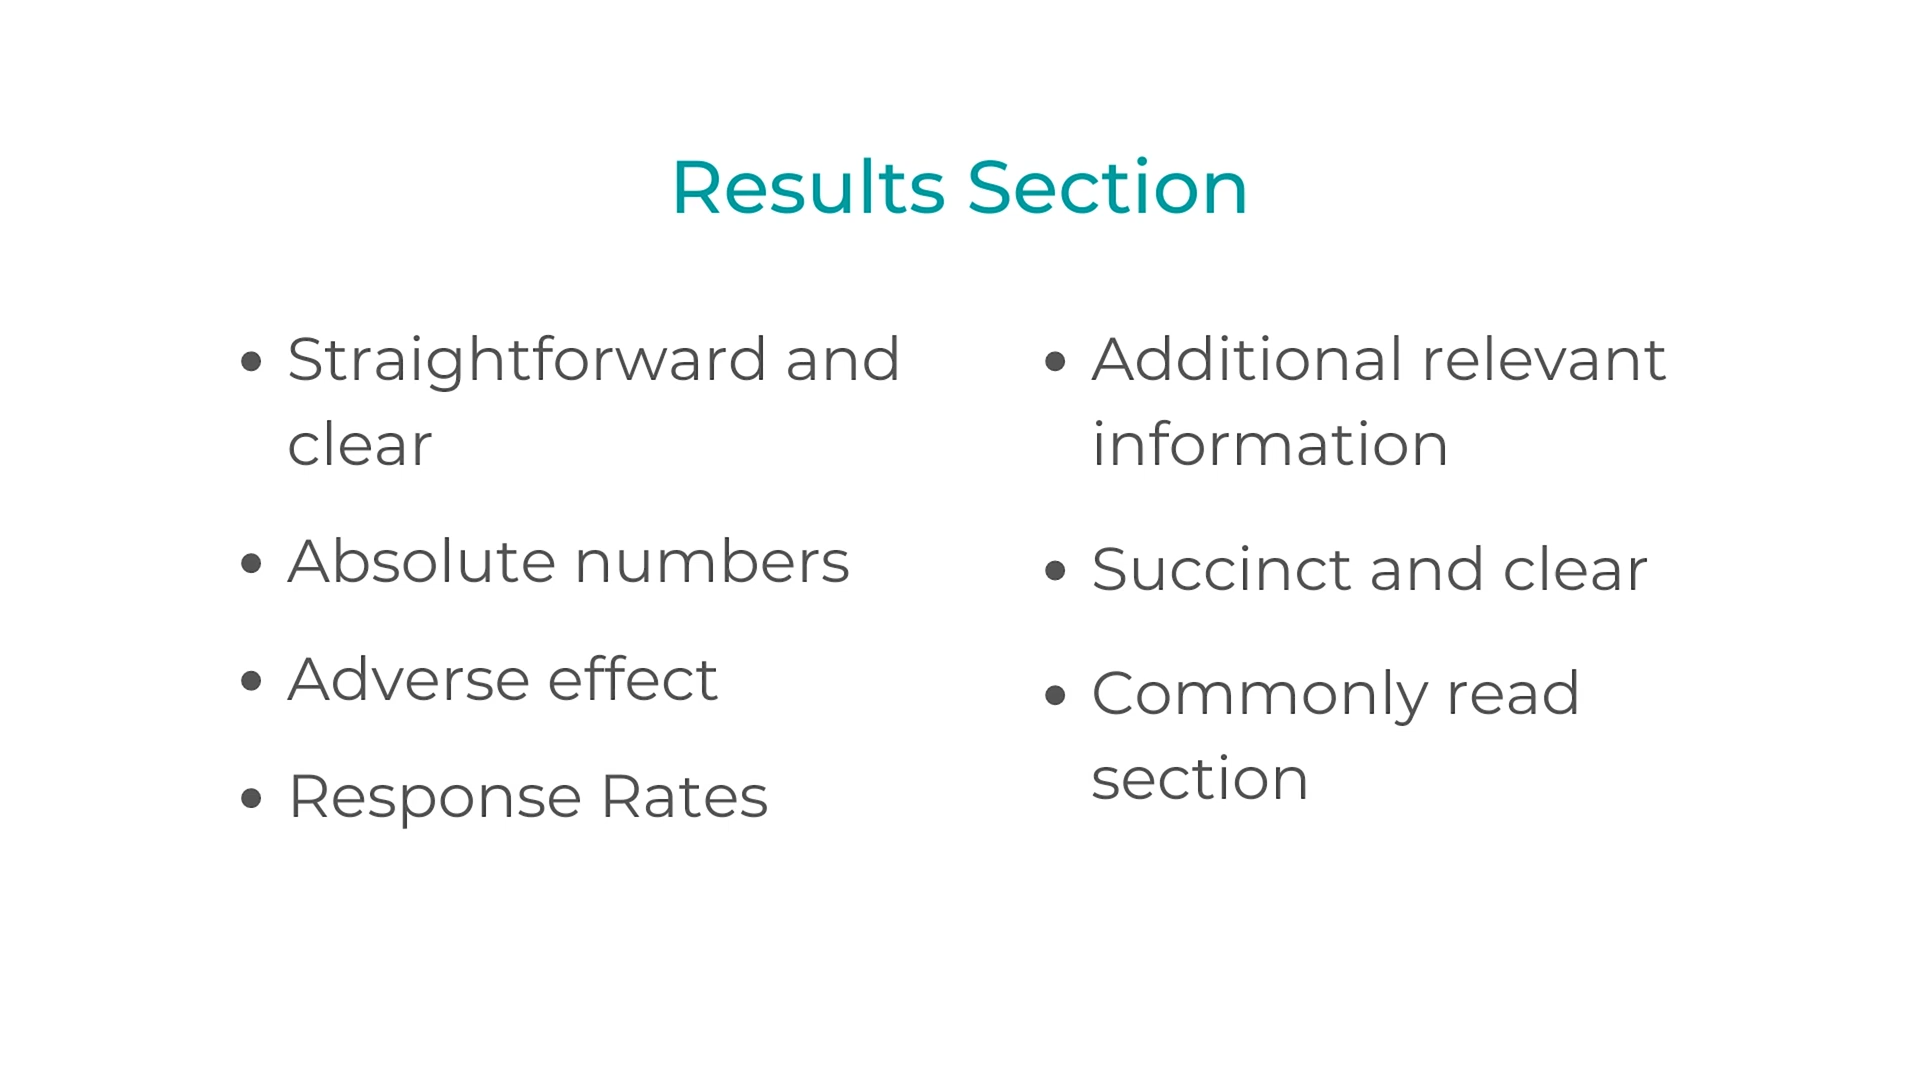 Results Section
Straightforward and
clear
Absolute numbers
Adverse effect
Response Rates
Additional relevant
information
Succinct and clear
Commonly read
section